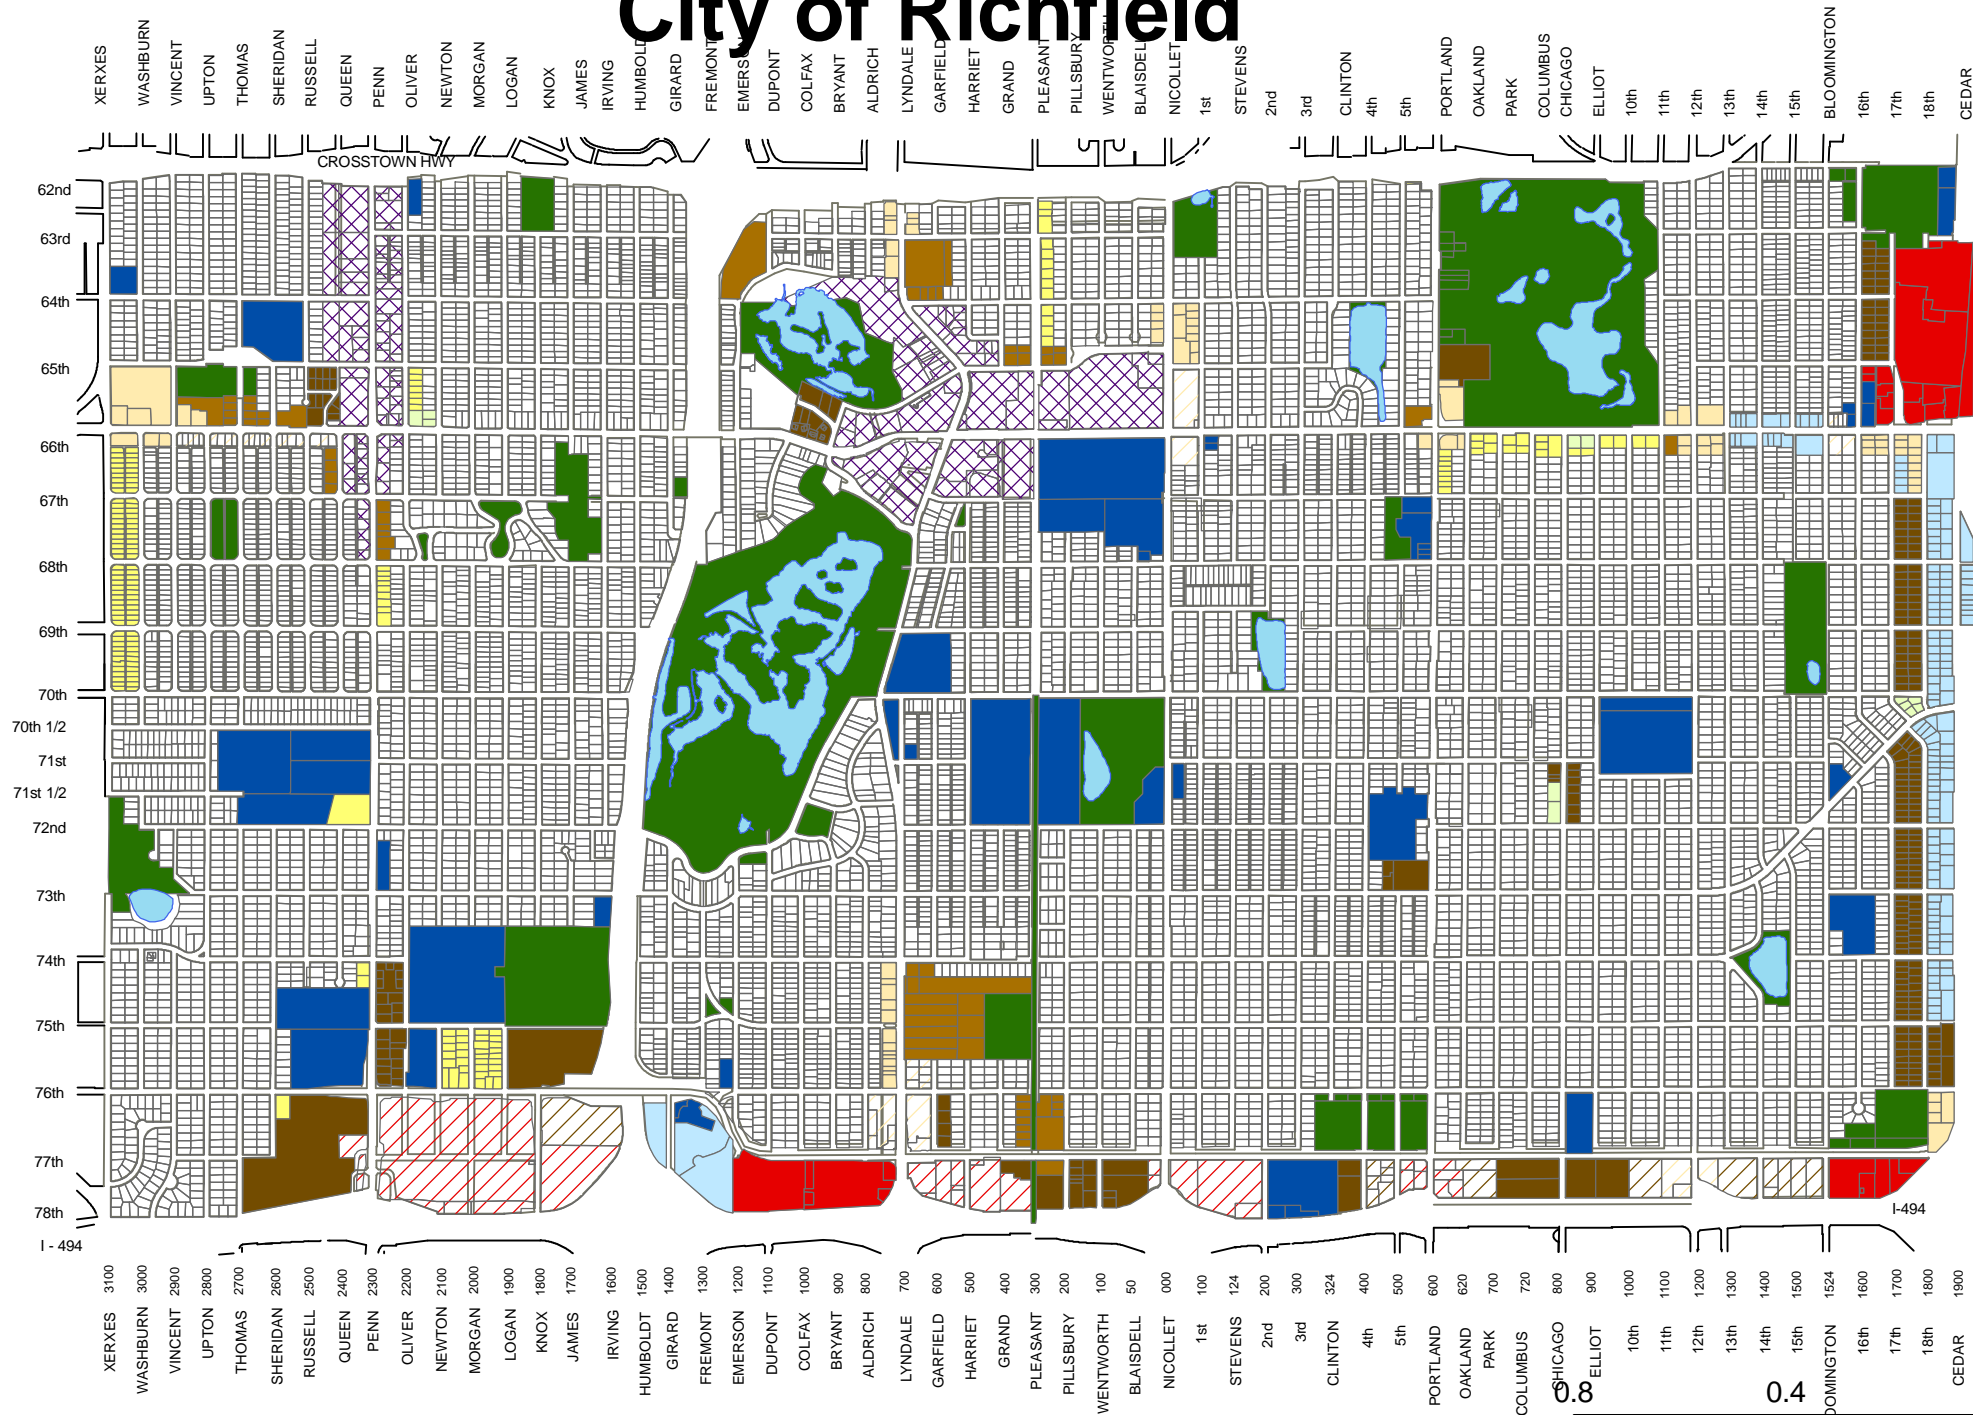 City of Richfield
XERXES
WASHBURN
VINCENT
UPTON
THOMAS
SHERIDAN
RUSSELL
QUEEN
PENN
OLIVER
NEWTON
MORGAN
LOGAN
KNOX
JAMES
IRVING
HUMBOLD
GIRARD
FREMONT
EMERSON
DUPONT
COLFAX
BRYANT
ALDRICH
LYNDALE
GARFIELD
HARRIET
GRAND
PLEASANT
PILLSBURY
WENTWORTH
BLAISDELL
NICOLLET
1st
STEVENS
2nd
3rd
CLINTON
4th
5th
PORTLAND
OAKLAND
PARK
COLUMBUS
CHICAGO
ELLIOT
10th
11th
12th
13th
14th
15th
BLOOMINGTON
16th
17th
18th
CEDAR
CROSSTOWN HWY
62nd
63rd
64th
65th
66th
67th
68th
69th
70th
70th 1/2
71st
71st 1/2
72nd
73th
74th
75th
76th
77th
78th
I - 494
I-494
3100
3000
2900
2800
2700
2600
2500
2400
2300
2200
2100
2000
1900
1800
1700
1600
1500
1400
1300
1200
1100
1000
900
800
700
600
500
400
300
200
100
50
000
100
124
200
300
324
400
500
600
620
700
720
800
900
1000
1100
1200
1300
1400
1500
1524
1600
1700
1800
1900
XERXES
WASHBURN
VINCENT
UPTON
THOMAS
SHERIDAN
RUSSELL
QUEEN
PENN
OLIVER
NEWTON
MORGAN
LOGAN
KNOX
JAMES
IRVING
HUMBOLDT
GIRARD
FREMONT
EMERSON
DUPONT
COLFAX
BRYANT
ALDRICH
LYNDALE
GARFIELD
HARRIET
GRAND
PLEASANT
PILLSBURY
WENTWORTH
BLAISDELL
NICOLLET
1st
STEVENS
2nd
3rd
CLINTON
4th
5th
PORTLAND
OAKLAND
PARK
COLUMBUS
CHICAGO
ELLIOT
10th
11th
12th
13th
14th
15th
OOMINGTON
16th
17th
18th
CEDAR
0.8
0.4